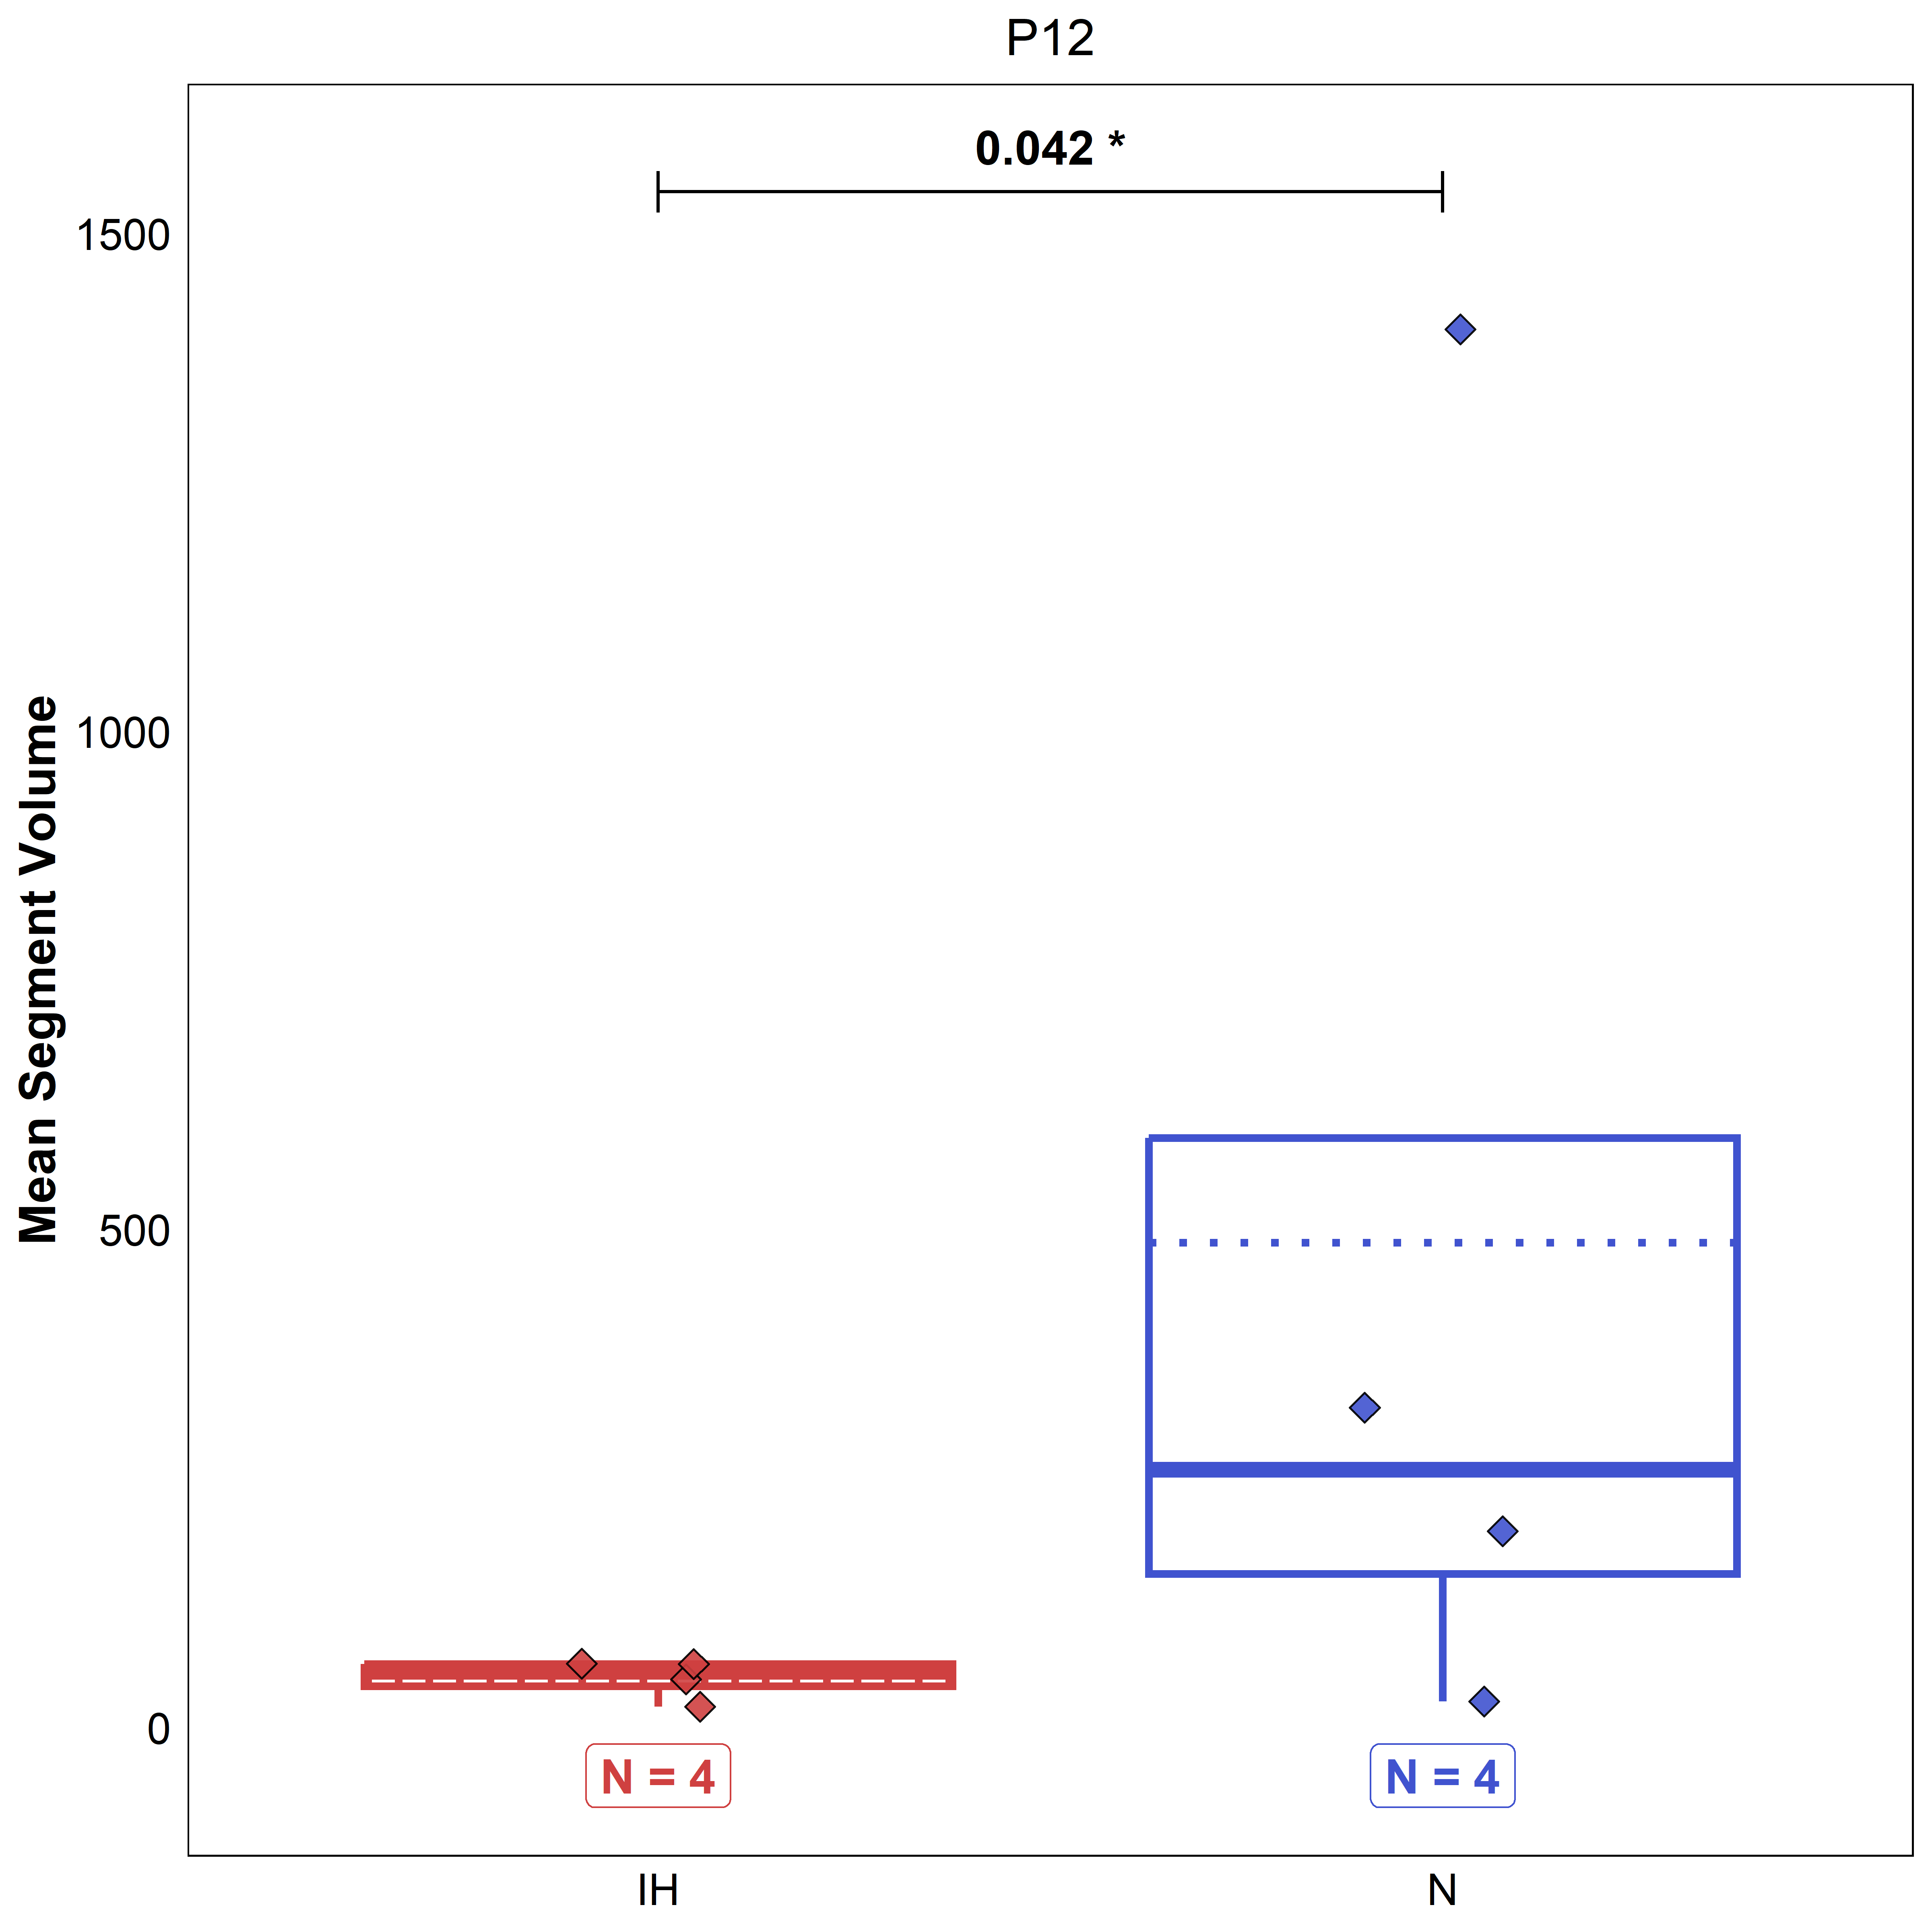 P12
0.042 *
1500
1000
500
0
Mean Segment Volume
N = 4
N = 4
IH
N